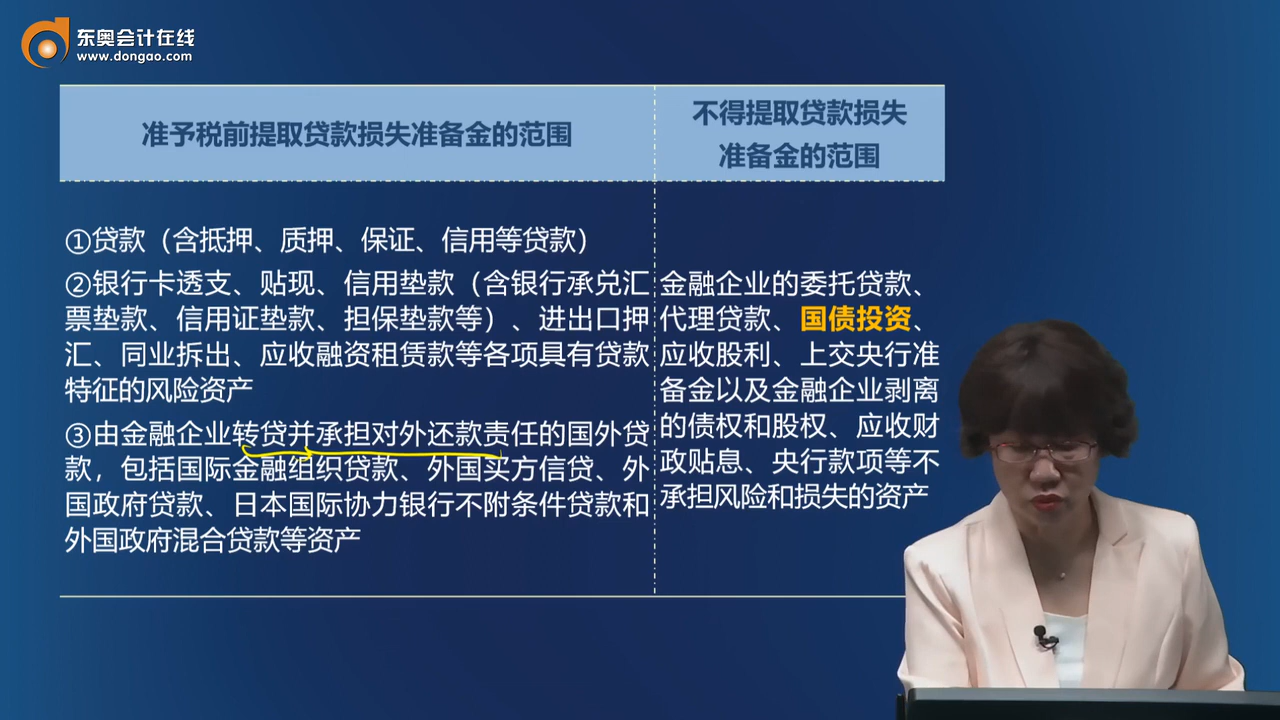 东奥会计在线
www.dongao.com
准予税前提取贷款损失准备金的范围
不得提取贷款损失
准备金的范围
①贷款（含抵押、质押、保证、信用等贷款）
②银行卡透支、贴现、信用垫款（含银行承兑汇
票垫款、信用证垫款、担保垫款等）、进出口押
汇、同业拆出、应收融资租赁款等各项具有贷款
特征的风险资产
③由金融企业转贷并承担对外还款责任的国外贷
款，包括国际金融组织贷款、外国买方信贷、外
国政府贷款、日本国际协力银行不附条件贷款和
外国政府混合贷款等资产
金融企业的委托贷款、
代理贷款、国债投资、
应收股利、上交央行准
备金以及金融企业剥离
的债权和股权、应收财
政贴息、央行款项等不
承担风险和损失的资产